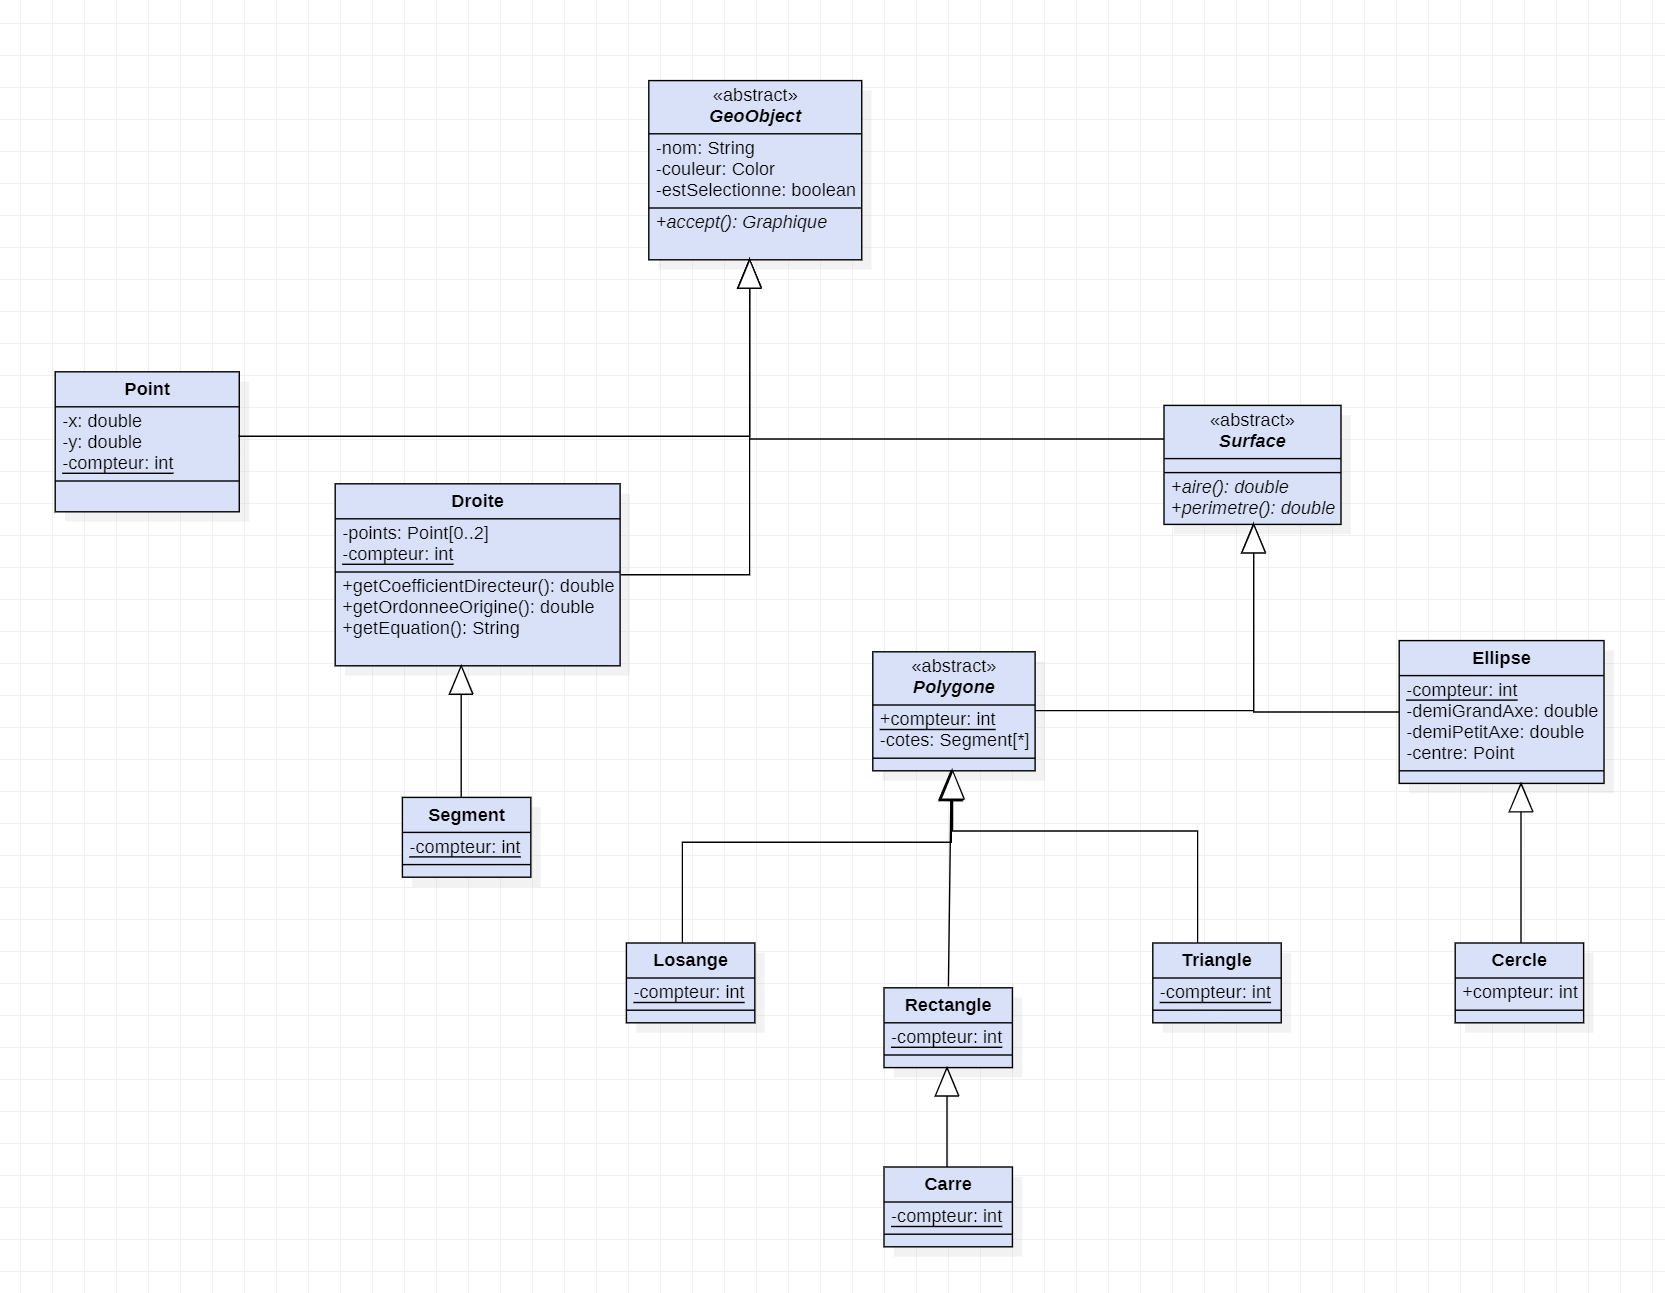 «abstract»
GeoObject
-nom: String
-couleur: Color
-estSelectionne: boolean
+accept(): Graphique
Point
-x: double
-y: double
-compteur: int
Droite
-points: Point[0..2]
-compteur: int
+getCoefficientDirecteur(): double
+getOrdonneeOrigine(): double
+getEquation(): String
«abstract»
Surface
+aire(): double
+perimetre(): double
«abstract»
Polygone
+compteur: int
-cotes: Segment[*]
Ellipse
-compteur: int
-demiGrandAxe: double
-demiPetitAxe: double
-centre: Point
Segment
-compteur: int
Losange
-compteur: int
Rectangle
-compteur: int
Triangle
-compteur: int
Cercle
+compteur: int
Carre
-compteur: int